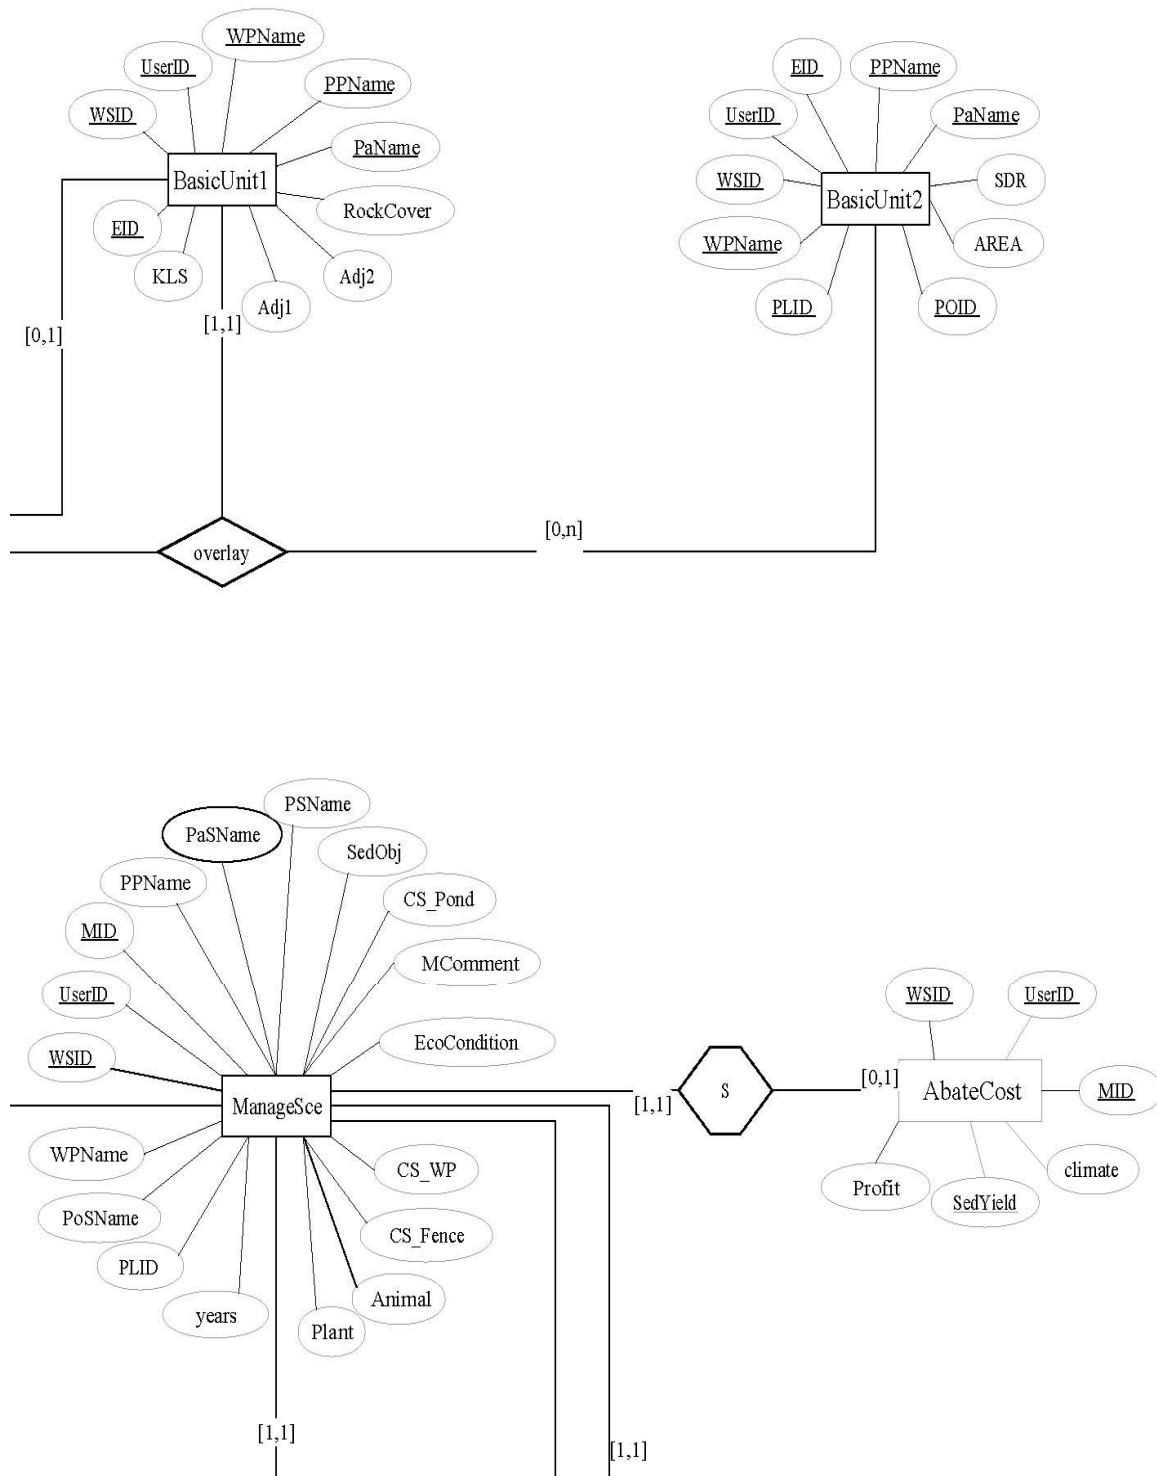 WPName
UserID
PPName
WSID
PaName
BasicUnit1
RockCover
EID
KLS
Adj2
Adj1
[0,1]
[1,1]
EID
PPName
UserID
PaName
WSID
SDR
BasicUnit2
WPName
AREA
PLID
POID
overlay
[0,n]
PSName
PaSName
SedObj
PPName
CS_Pond
MID
MComment
UserID
EcoCondition
WSID
ManageSce
WPName
CS_WP
PoSName
CS_Fence
PLID
Animal
years
Plant
[1,1]
[1,1]
[1,1]
S
[0,1]
WSID
UserID
AbateCost
MID
Profit
SedYield
climate